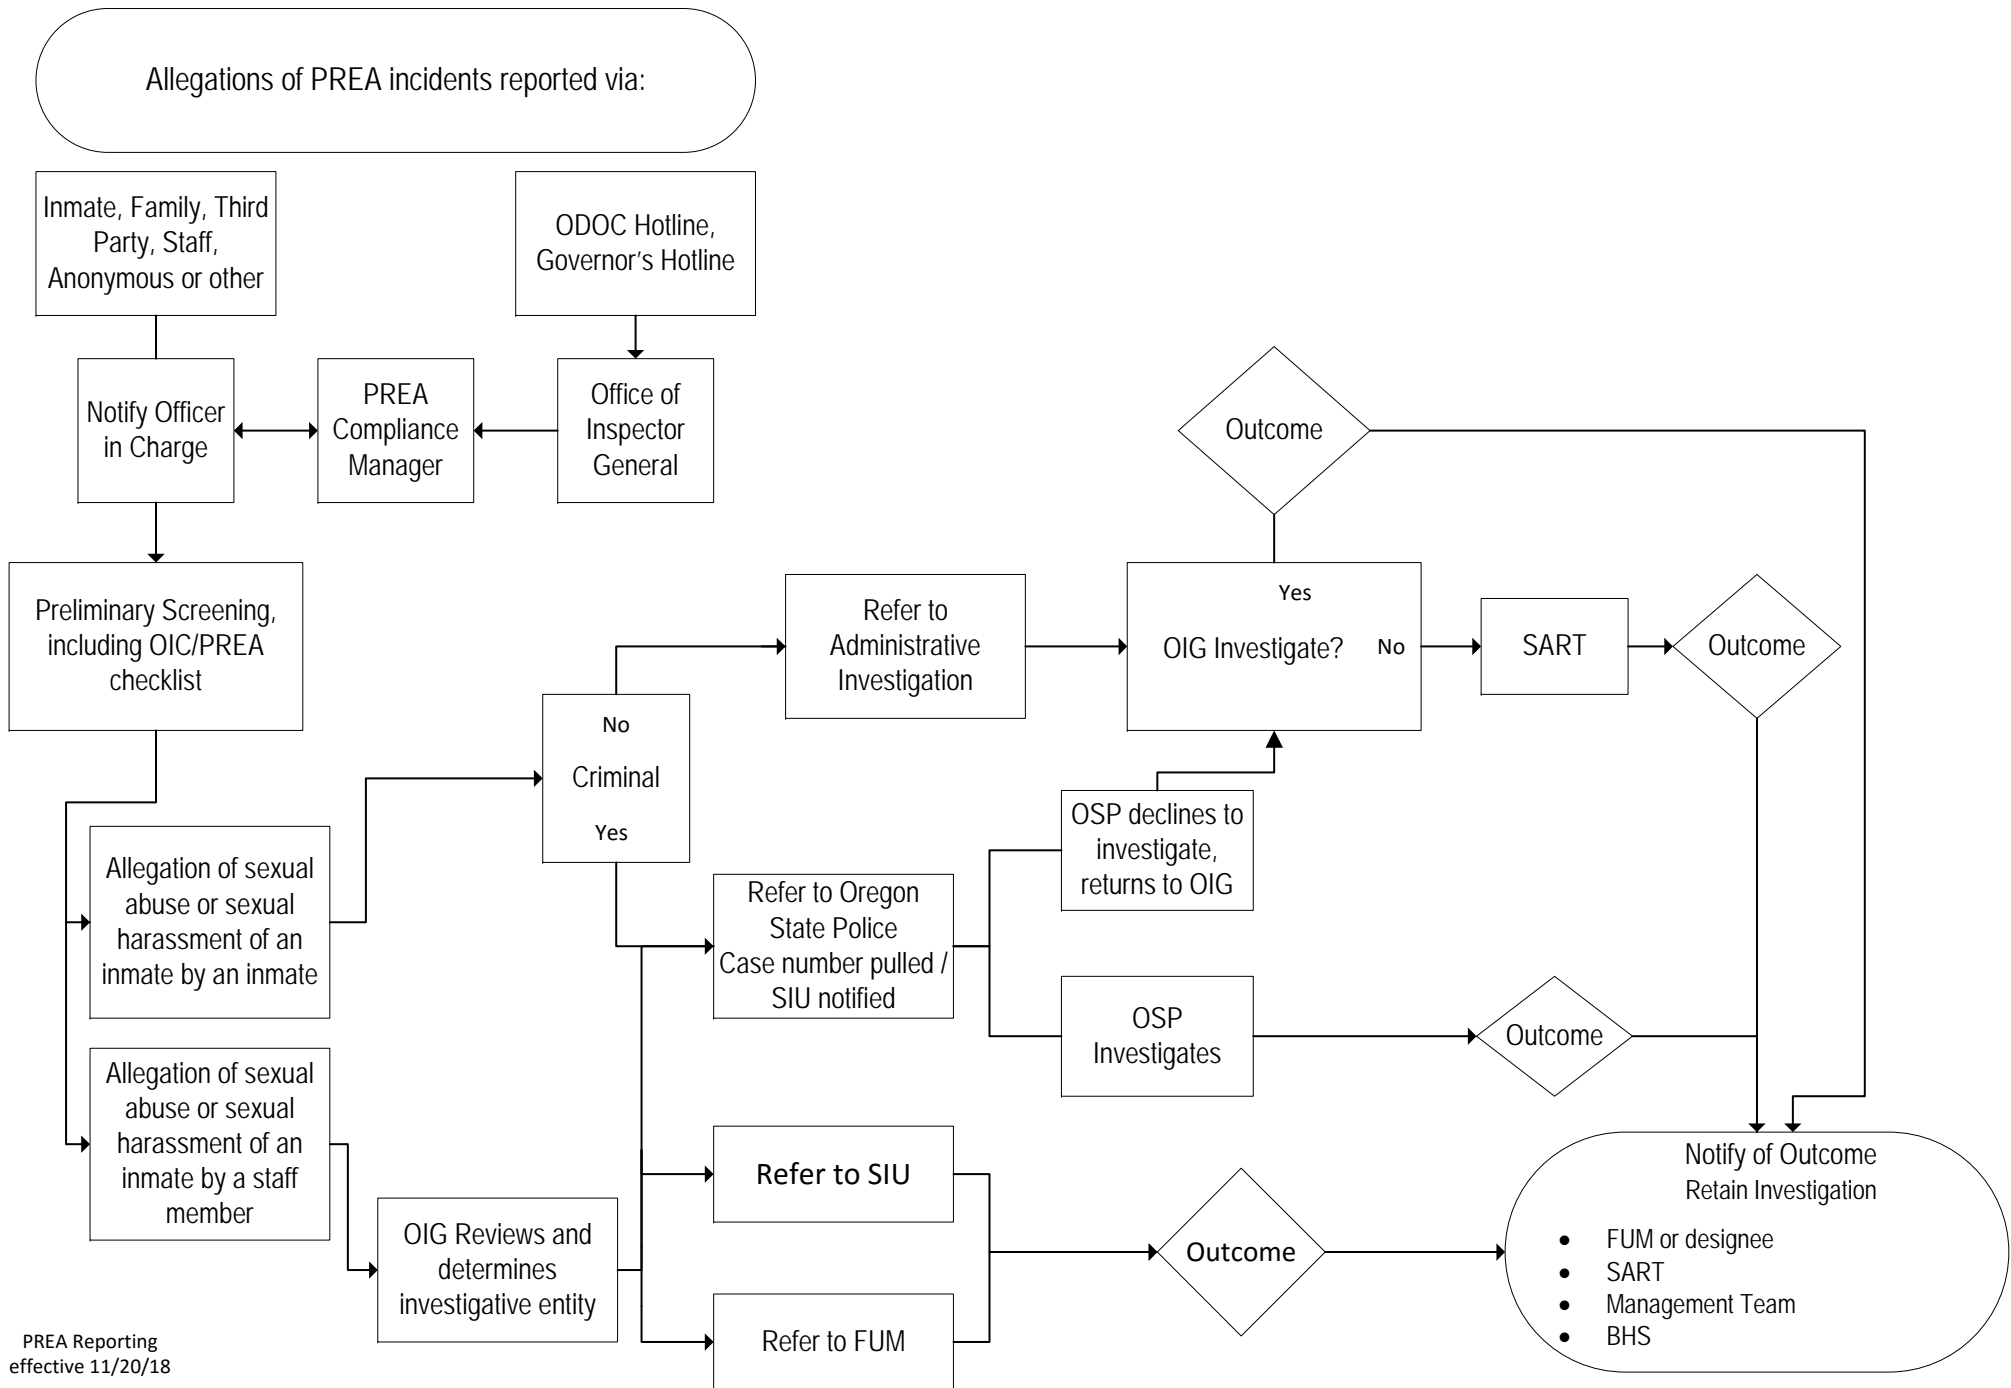 Allegations of PREA incidents reported via:
Inmate, Family, Third
Party, Staff,
Anonymous or other
ODOC Hotline,
Governor's Hotline
Notify Officer
in Charge
PREA
Compliance
Manager
Office of
Inspector
General
Outcome
Preliminary Screening,
including OIC/PREA
checklist
Refer to
Administrative
Investigation
Yes
OIG Investigate?
No
SART
Outcome
No
Criminal
Yes
OSP declines to
investigate,
returns to OIG
Allegation of sexual
abuse or sexual
harassment of an
inmate by an inmate
Refer to Oregon
State Police
Case number pulled /
SIU notified
OSP
Investigates
Outcome
Allegation of sexual
abuse or sexual
harassment of an
inmate by a staff
member
OIG Reviews and
determines
investigative entity
Refer to SIU
Refer to FUM
Outcome
Notify of Outcome
Retain Investigation
• FUM or designee
• SART
• Management Team
• BHS
PREA Reporting
effective 11/20/18